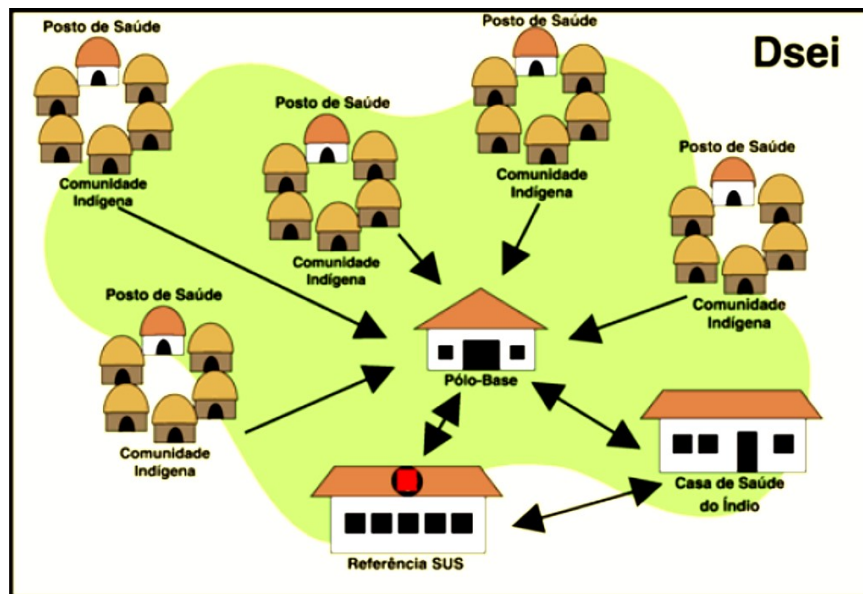 Dsei
Posto de Saúde
Comunidade
Indígena
Posto de Saúde
Comunidade
Indígena
Posto de Saúde
Comunidade
Indígena
Posto de Saúde
Comunidade
Indígena
Posto de Saúde
Comunidade
Indígena
Pólo-Base
Casa de Saúde
do Índio
Referência SUS